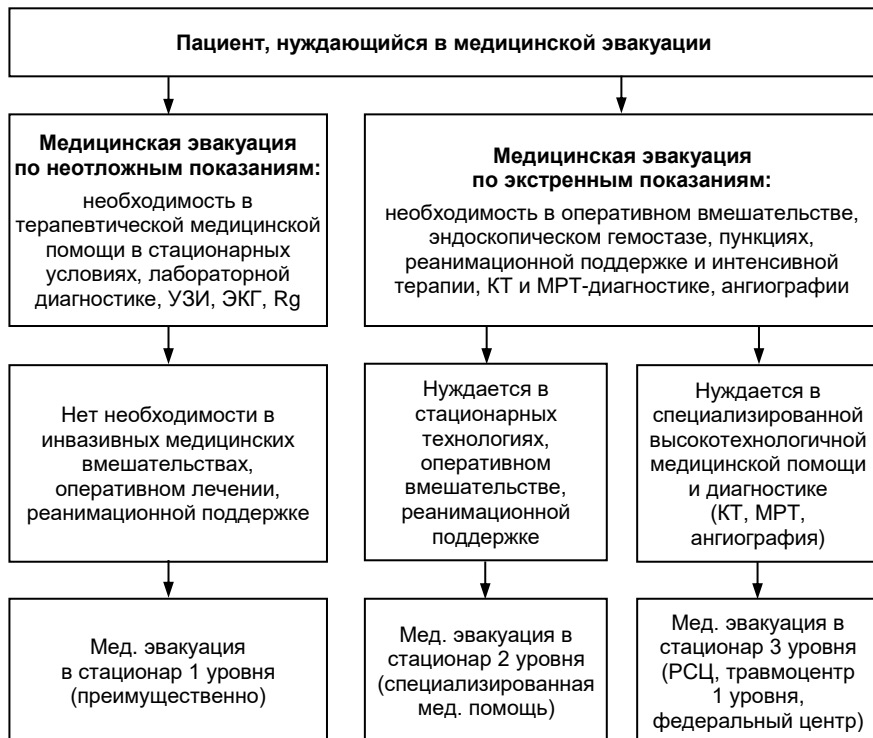 Пациент, нуждающийся в медицинской эвакуации
Медицинская эвакуация
по неотложным показаниям:
необходимость в
терапевтической медицинской
помощи в стационарных
условиях, лабораторной
диагностике, УЗИ, ЭКГ, Rg
Медицинская эвакуация
по экстренным показаниям:
необходимость в оперативном вмешательстве,
эндоскопическом гемостазе, пункциях,
реанимационной поддержке и интенсивной
терапии, КТ и МРТ-диагностике, ангиографии
Нет необходимости в
инвазивных медицинских
вмешательствах,
оперативном лечении,
реанимационной поддержке
Нуждается в
стационарных
технологиях,
оперативном
вмешательстве,
реанимационной
поддержке
Нуждается в
специализированной
высокотехнологичной
медицинской помощи
и диагностике
(КТ, МРТ,
ангиография)
Мед. эвакуация
в стационар 1 уровня
(преимущественно)
Мед. эвакуация в
стационар 2 уровня
(специализированная
мед. помощь)
Мед. эвакуация в
стационар 3 уровня
(РСЦ, травмоцентр
1 уровня,
федеральный центр)